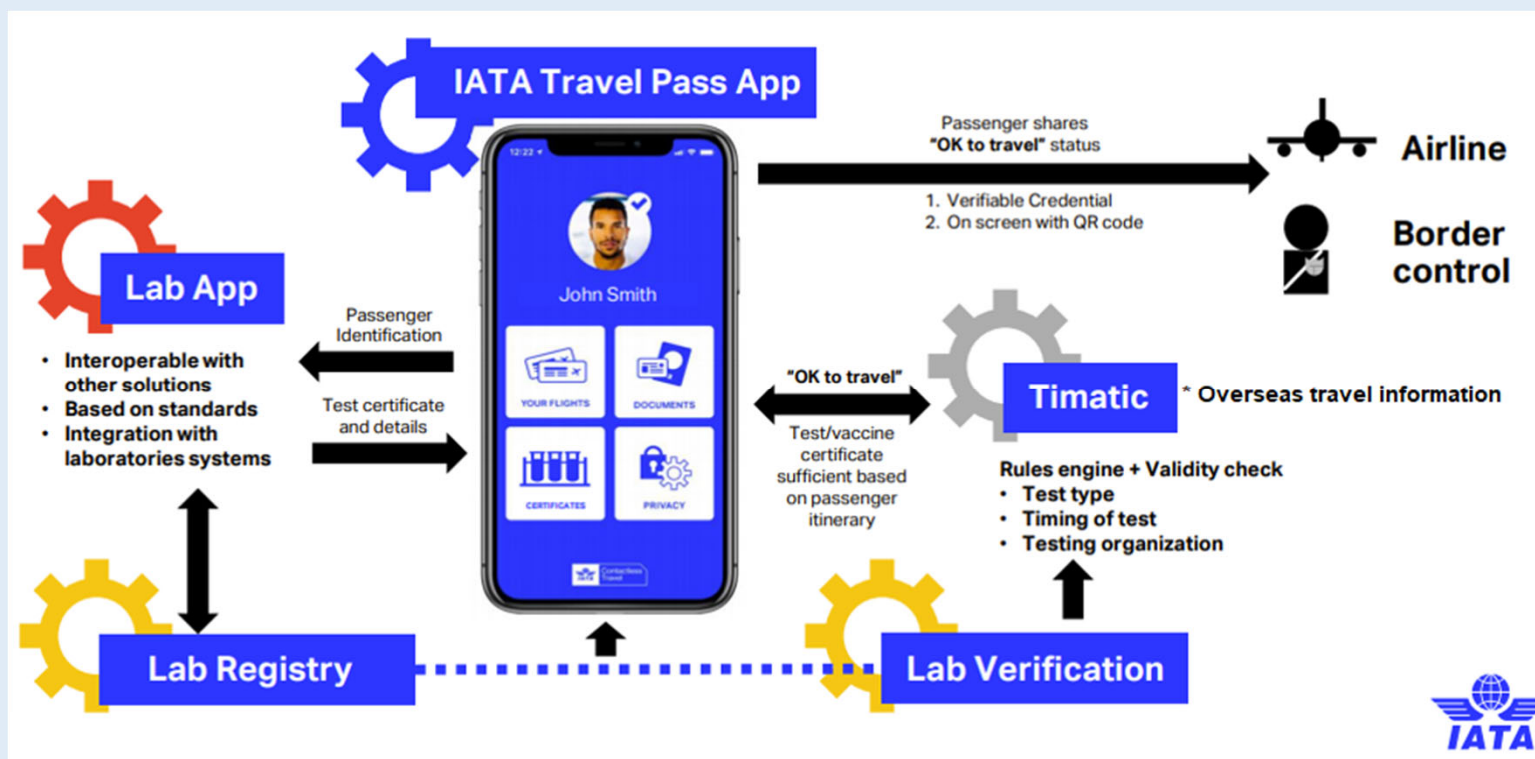 IATA Travel Pass App
Passenger shares
"OK to travel" status
1. Verifiable Credential
2. On screen with QR code
Airline
Border
control
12:22
John Smith
YOUR FLIGHTS
DOCUMENTS
CERTIFICATES
PRIVACY
IATA
Contactless
Travel
Lab App
• Interoperable with
other solutions
• Based on standards
• Integration with
laboratories systems
Passenger
Identification
Test certificate
and details
"OK to travel"
Test/vaccine
certificate
sufficient based
on passenger
itinerary
Timatic
* Overseas travel information
Rules engine + Validity check
• Test type
• Timing of test
• Testing organization
Lab Registry
Lab Verification
IATA